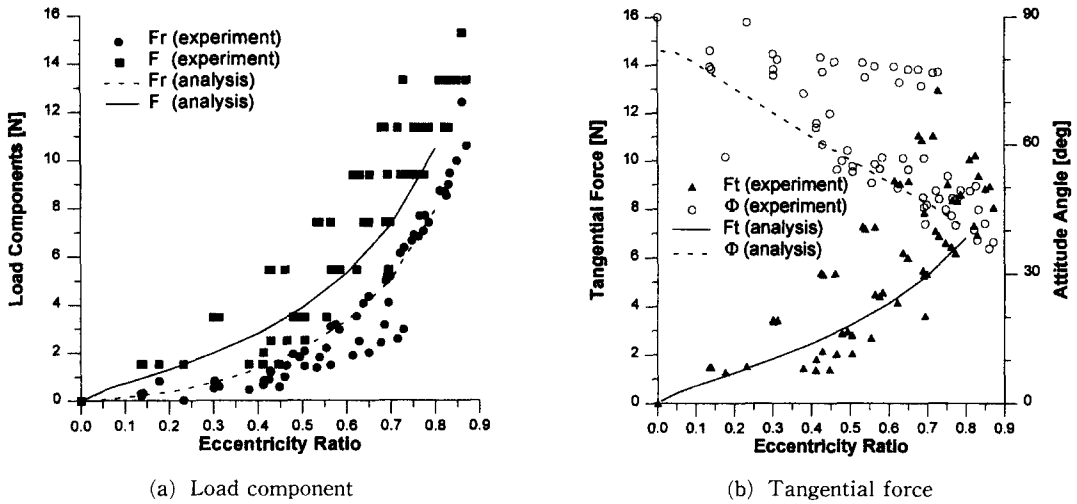 16
14
12
10
8
6
4
2
0
Load Components [N]
Fr (experiment)
F (experiment)
Fr (analysis)
F (analysis)
0.0 0.1 0.2 0.3 0.4 0.5 0.6 0.7 0.8 0.9
Eccentricity Ratio
(a) Load component
16
14
12
10
8
6
4
2
0
Tangential Force [N]
Ft (experiment)
Φ (experiment)
Ft (analysis)
Φ (analysis)
90
60
30
0
Attitude Angle [deg]
0.0 0.1 0.2 0.3 0.4 0.5 0.6 0.7 0.8 0.9
Eccentricity Ratio
(b) Tangential force